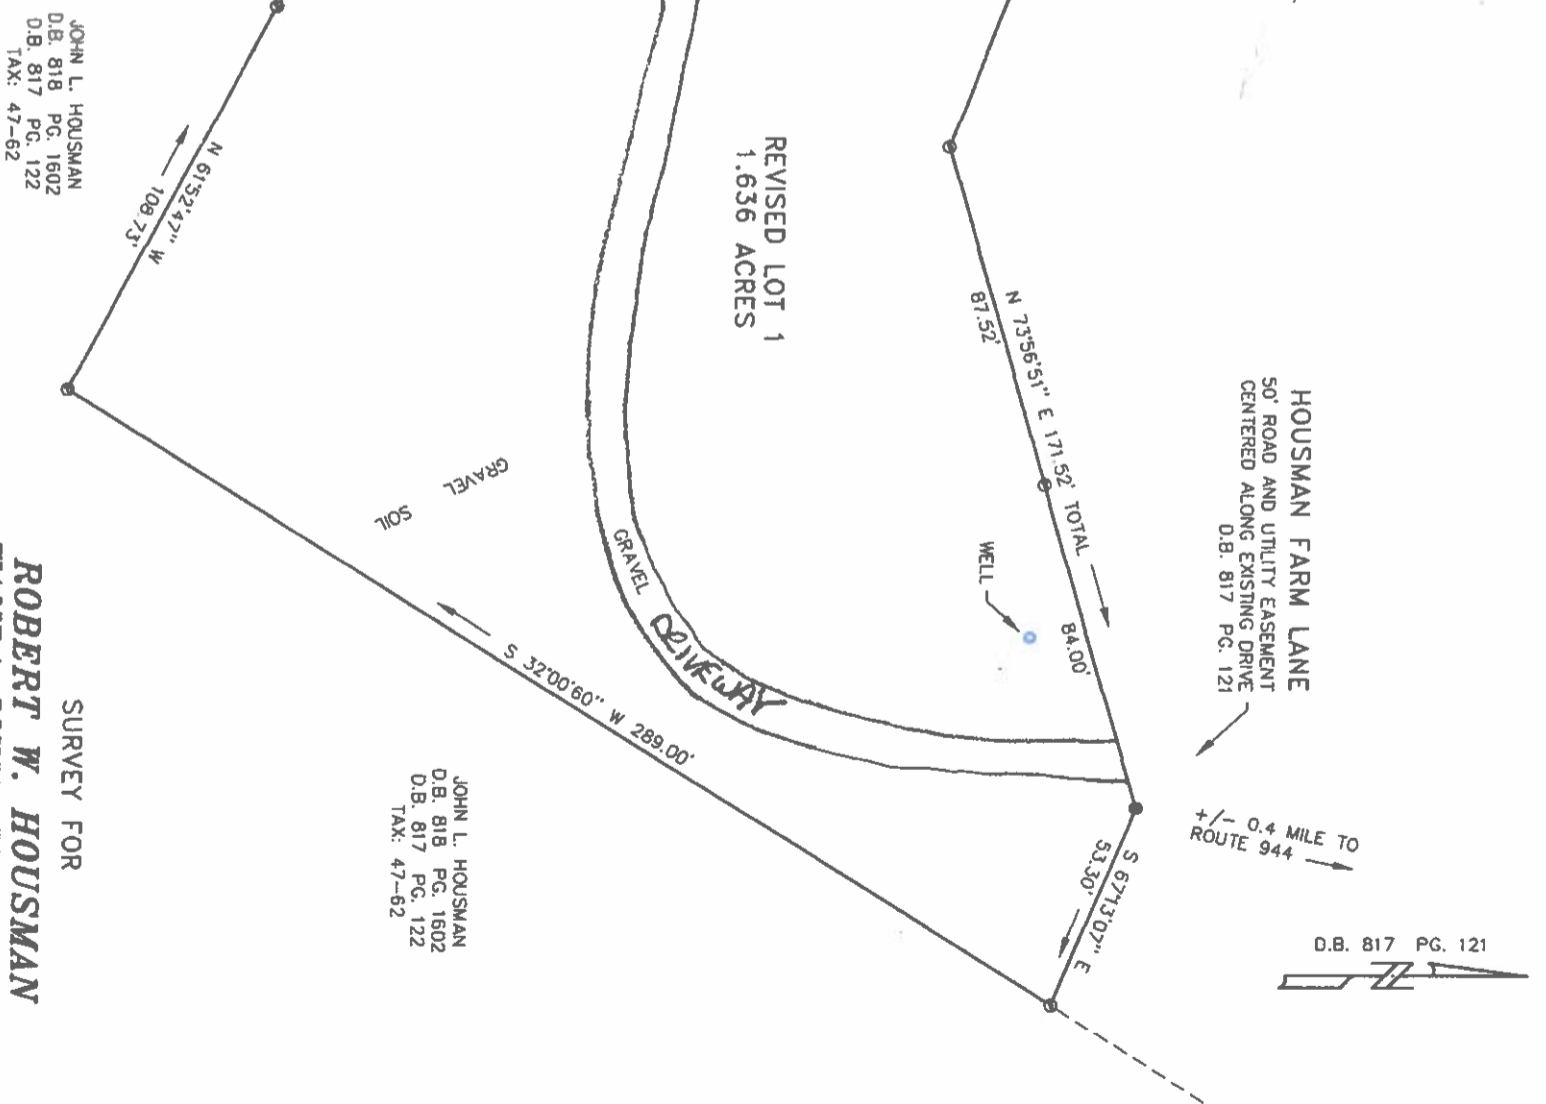 HOUSMAN FARM LANE
50' ROAD AND UTILITY EASEMENT
CENTERED ALONG EXISTING DRIVE
D.B. 817 PG. 121
+/- 0.4 MILE TO
ROUTE 944
D.B. 817 PG. 121
N 73°56'51" E 171.52' TOTAL
87.52'
84.00'
S 67°13'07" E
53.30'
WELL
REVISED LOT 1
1.636 ACRES
GRAVEL DRIVEWAY
GRAVEL
SOIL
S 32°00'60" W 289.00'
N 61°52'47" W
108.73'
JOHN L. HOUSMAN
D.B. 818 PG. 1602
D.B. 817 PG. 122
TAX: 47-62
JOHN L. HOUSMAN
D.B. 818 PG. 1602
D.B. 817 PG. 122
TAX: 47-62
SURVEY FOR
ROBERT W. HOUSMAN